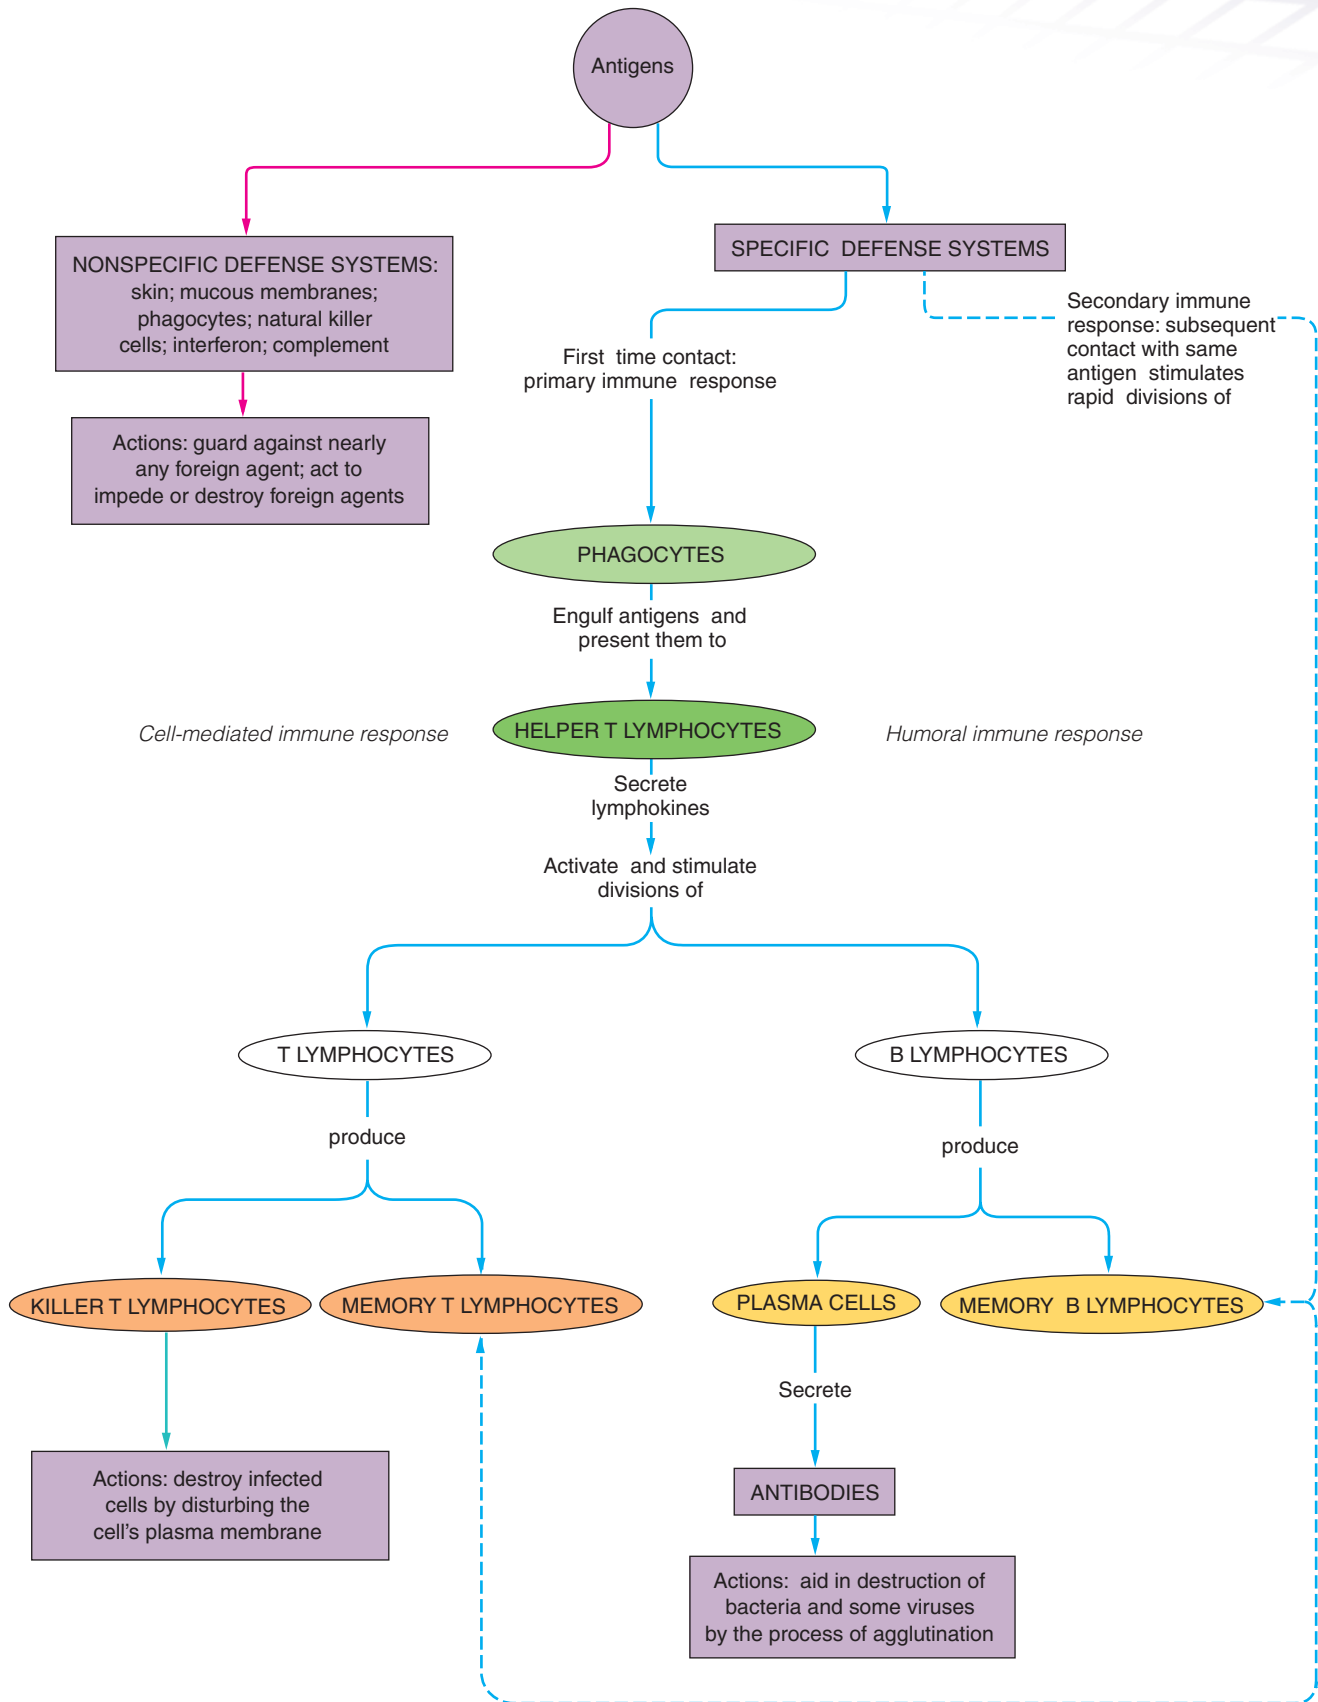 Antigens
NONSPECIFIC DEFENSE SYSTEMS:
skin; mucous membranes;
phagocytes; natural killer
cells; interferon; complement
SPECIFIC DEFENSE SYSTEMS
Secondary immune
response: subsequent
contact with same
antigen stimulates
rapid divisions of
First time contact:
primary immune response
Actions: guard against nearly
any foreign agent; act to
impede or destroy foreign agents
PHAGOCYTES
Engulf antigens and
present them to
Cell-mediated immune response
HELPER T LYMPHOCYTES
Humoral immune response
Secrete
lymphokines
Activate and stimulate
divisions of
T LYMPHOCYTES
B LYMPHOCYTES
produce
produce
KILLER T LYMPHOCYTES
MEMORY T LYMPHOCYTES
PLASMA CELLS
MEMORY B LYMPHOCYTES
Secrete
Actions: destroy infected
cells by disturbing the
cell's plasma membrane
ANTIBODIES
Actions: aid in destruction of
bacteria and some viruses
by the process of agglutination